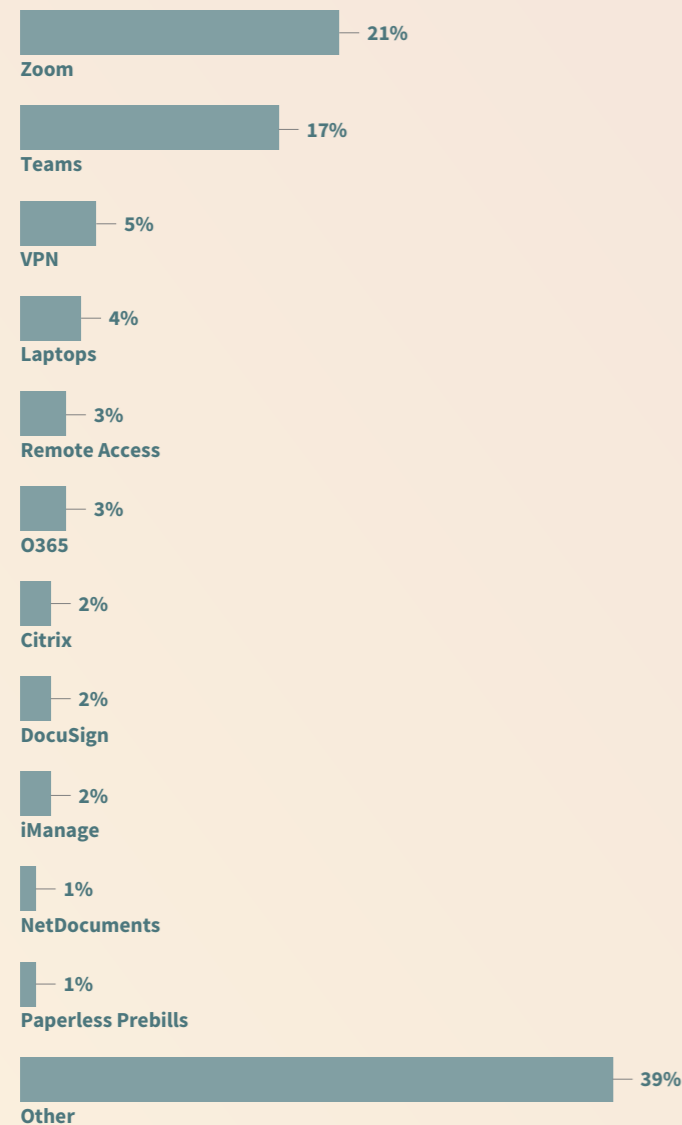 21%
Zoom
17%
Teams
5%
VPN
4%
Laptops
3%
Remote Access
3%
O365
2%
Citrix
2%
DocuSign
2%
iManage
1%
NetDocuments
1%
Paperless Prebills
39%
Other